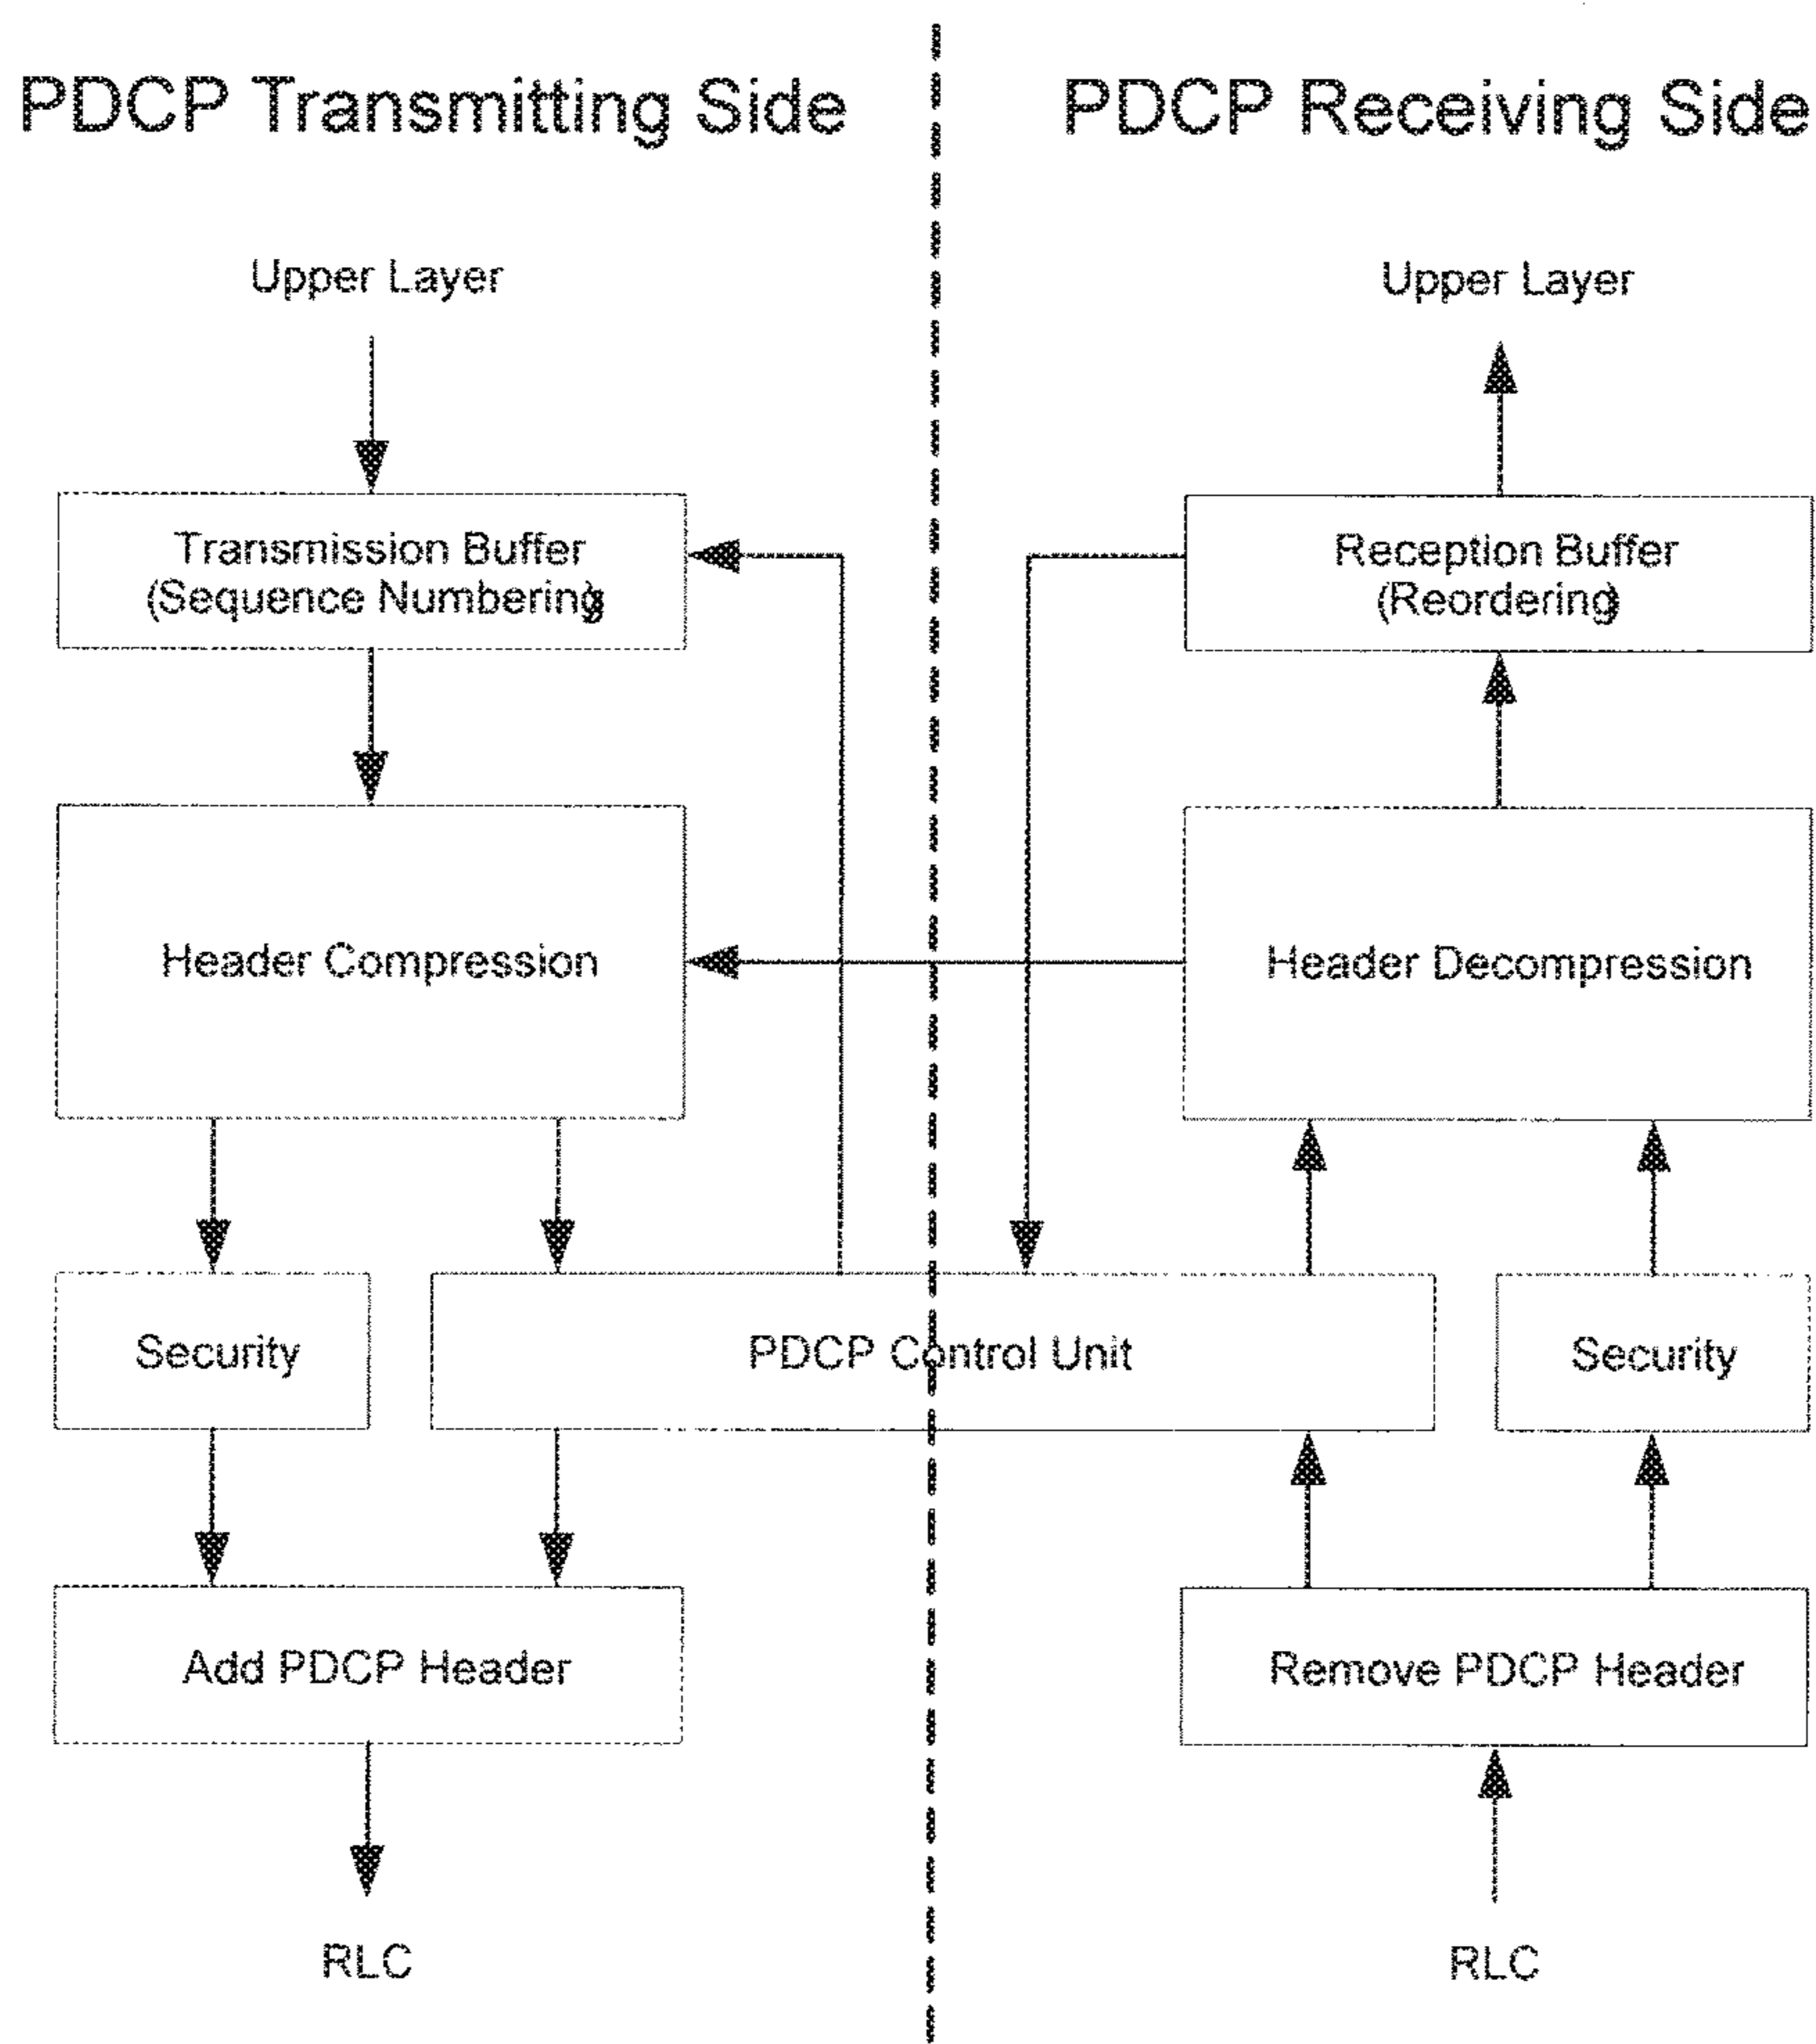 PDCP Transmitting Side
PDCP Receiving Side
Upper Layer
Upper Layer
Transmission Buffer
(Sequence Numbering)
Reception Buffer
(Reordering)
Header Compression
Header Decompression
Security
PDCP Control Unit
Security
Add PDCP Header
Remove PDCP Header
RLC
RLC